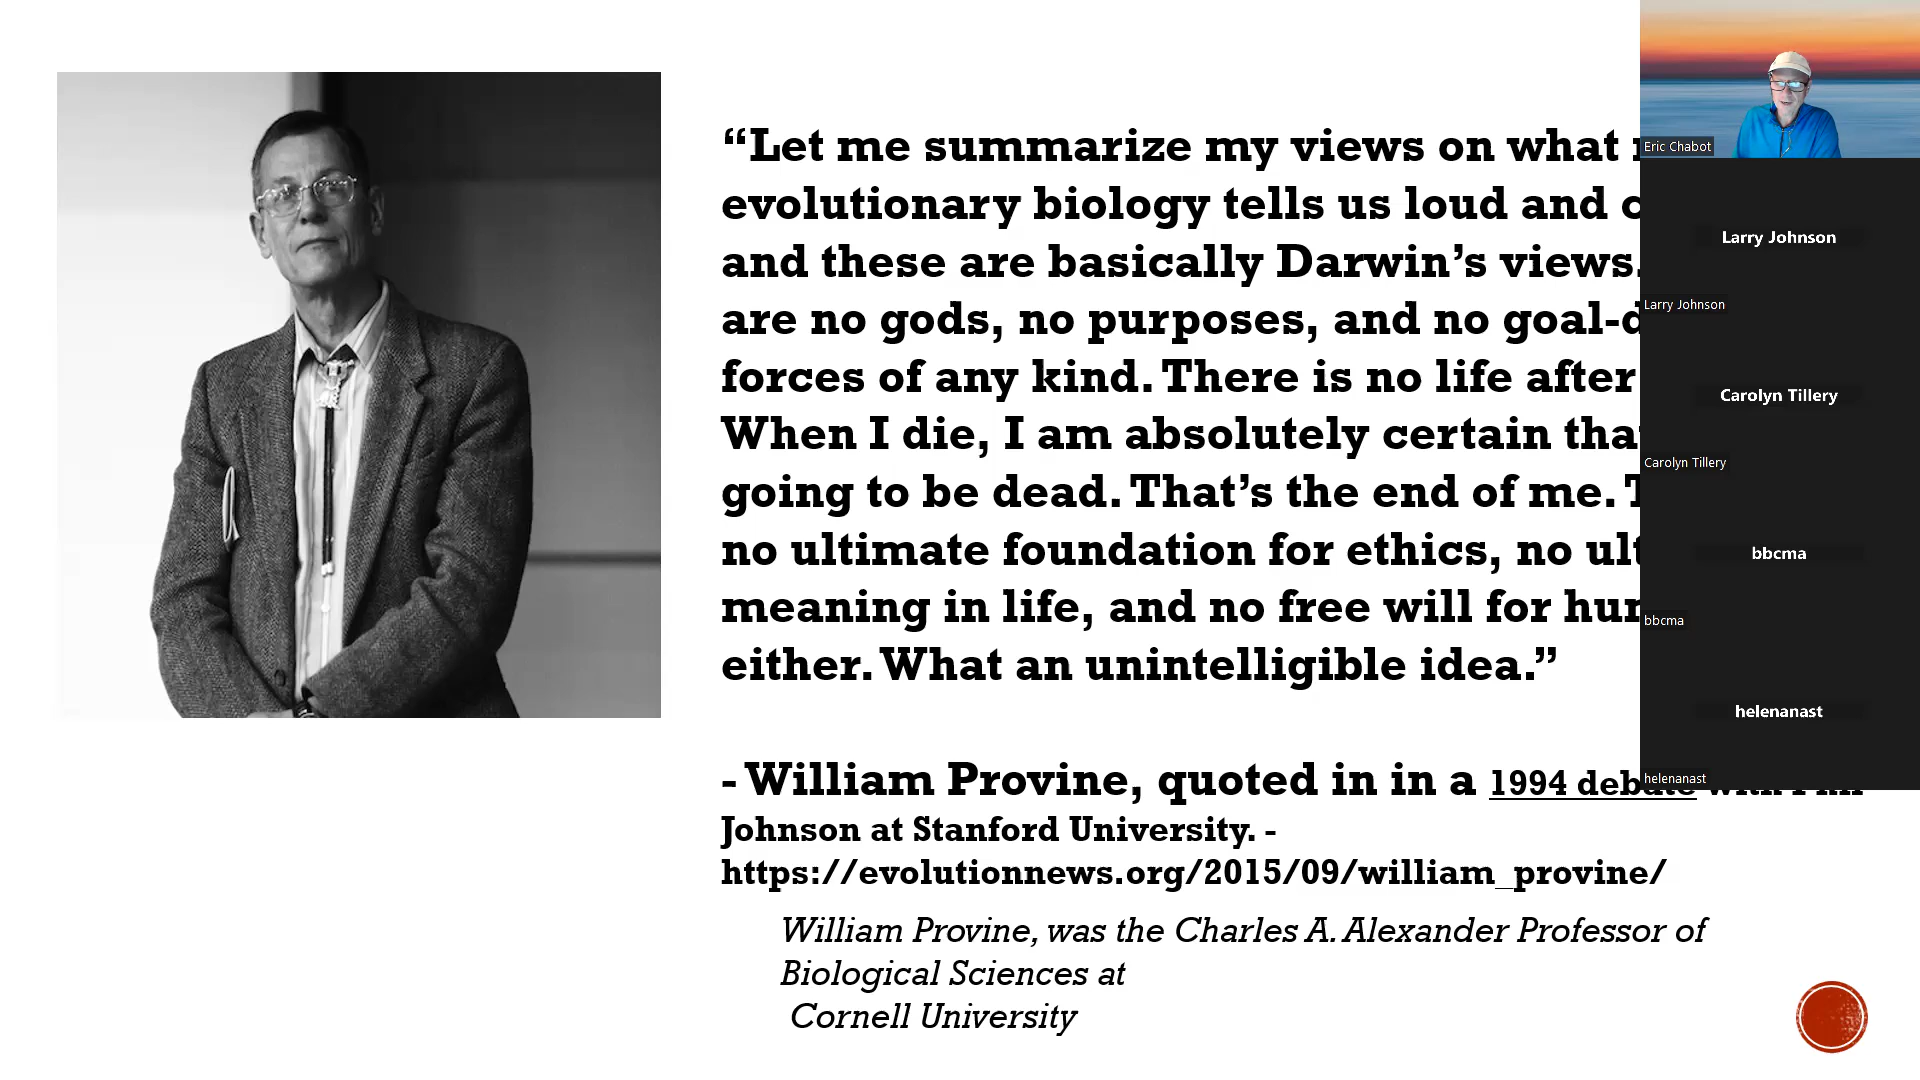 “Let me summarize my views on what
evolutionary biology tells us loud and
and these are basically Darwin’s views.
are no gods, no purposes, and no
forces of any kind. There is no life after
When I die, I am absolutely certain
going to be dead. That’s the end of me.
no ultimate foundation for ethics, no
meaning in life, and no free will for
either. What an unintelligible idea.”
- William Provine, quoted in in a 1994 debate with Phil
Johnson at Stanford University. -
https://evolutionnews.org/2015/09/william_provine/
William Provine, was the Charles A. Alexander Professor of
Biological Sciences at
Cornell University
Eric Chabot
Larry Johnson
Larry Johnson
Carolyn Tillery
Carolyn Tillery
bbcma
bbcma
helenanast
helenanast